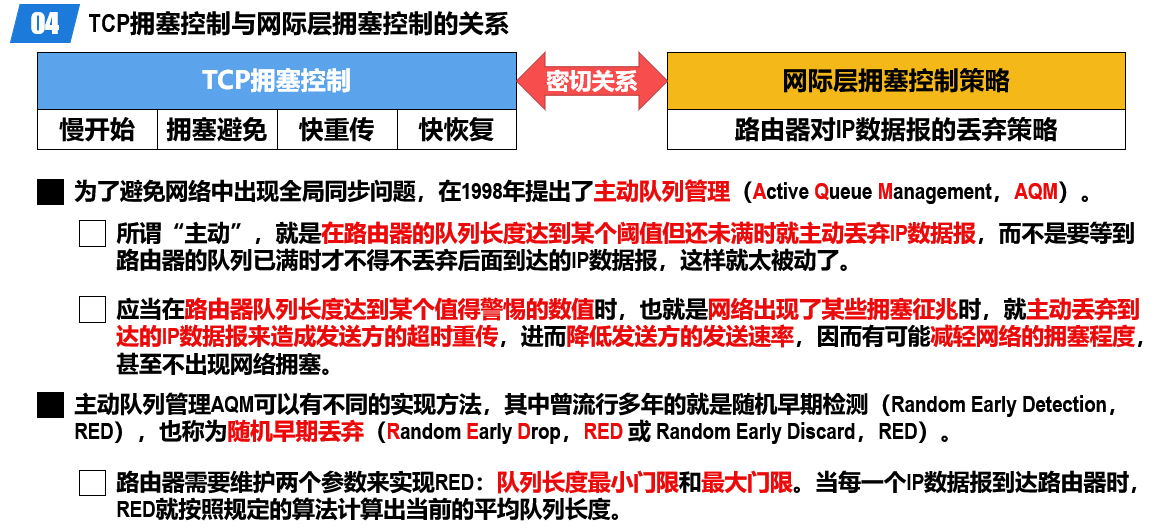 04 TCP拥塞控制与网际层拥塞控制的关系
TCP拥塞控制 密切关系 网际层拥塞控制策略
慢开始 拥塞避免 快重传 快恢复 路由器对IP数据报的丢弃策略
为了避免网络中出现全局同步问题，在1998年提出了主动队列管理（Active Queue Management，AQM）。
所谓“主动”，就是在路由器的队列长度达到某个阈值但还未满时就主动丢弃IP数据报，而不是要等到
路由器的队列已满时才不得不丢弃后面到达的IP数据报，这样就太被动了。
应当在路由器队列长度达到某个值得警惕的数值时，也就是网络出现了某些拥塞征兆时，就主动丢弃到
达的IP数据报来造成发送方的超时重传，进而降低发送方的发送速率，因而有可能减轻网络的拥塞程度，
甚至不出现网络拥塞。
主动队列管理AQM可以有不同的实现方法，其中曾流行多年的就是随机早期检测（Random Early Detection，
RED），也称为随机早期丢弃（Random Early Drop，RED 或 Random Early Discard，RED）。
路由器需要维护两个参数来实现RED：队列长度最小门限和最大门限。当每一个IP数据报到达路由器时，
RED就按照规定的算法计算出当前的平均队列长度。